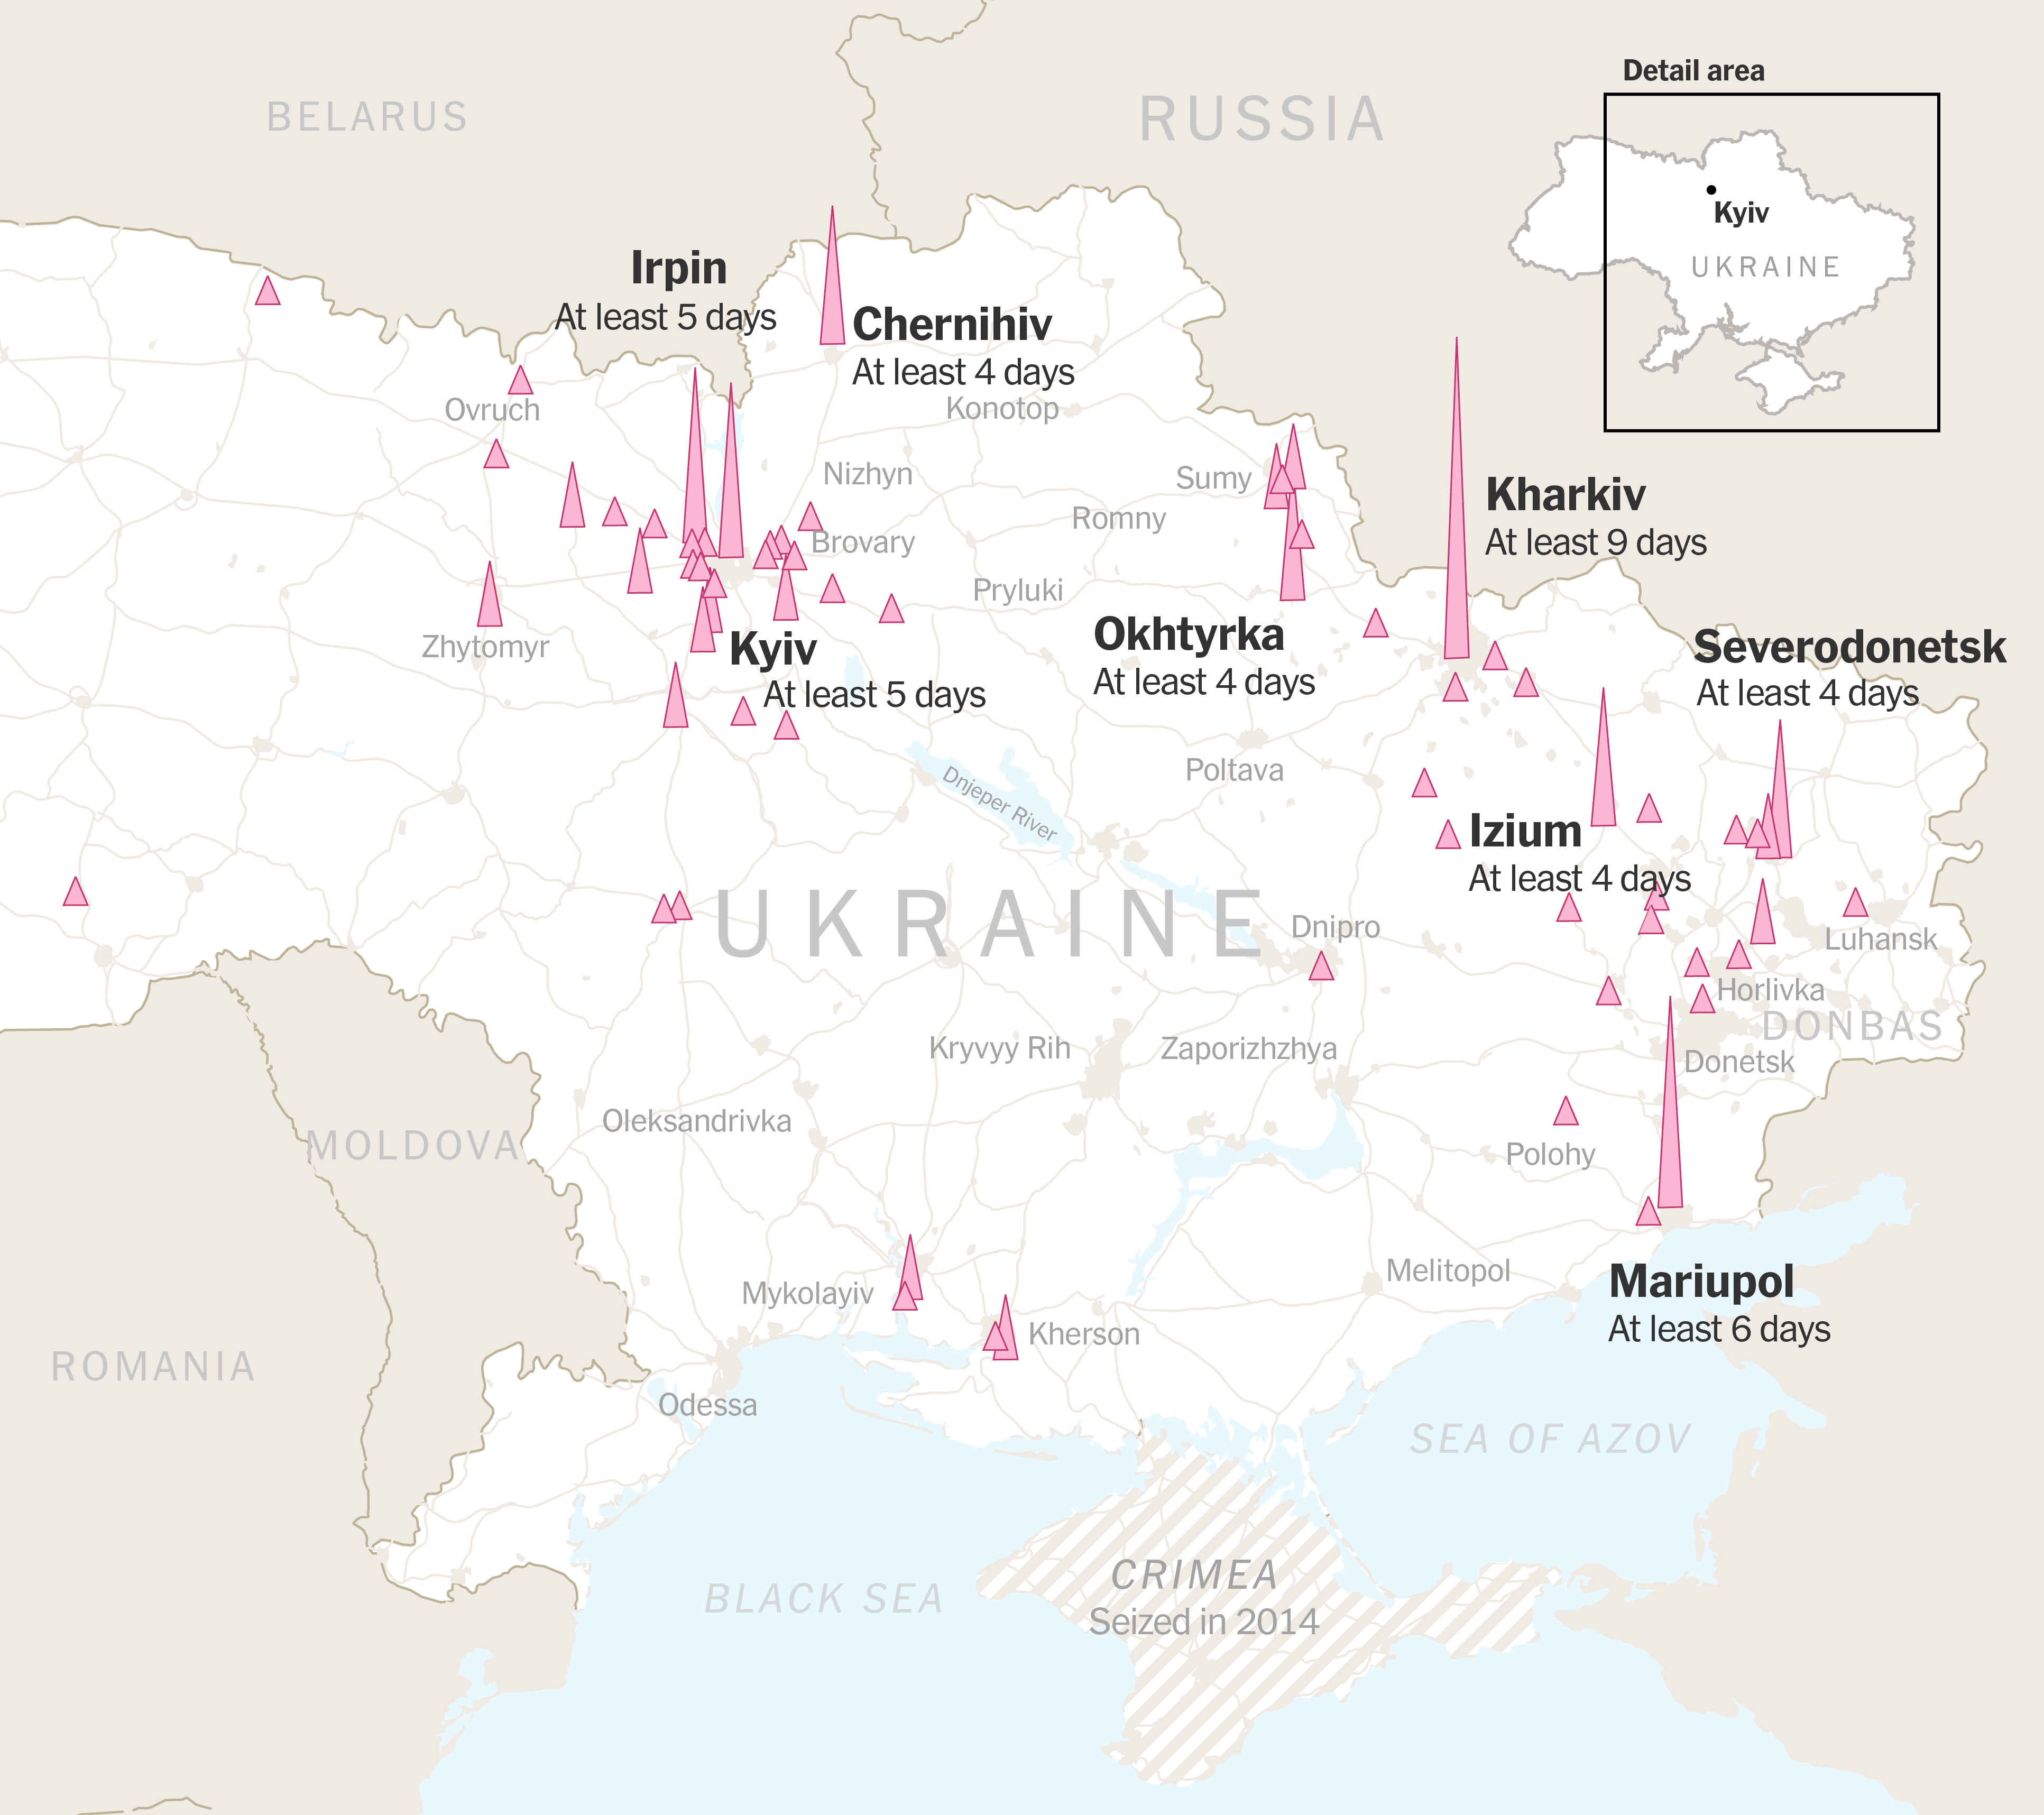 Detail area
BELARUS
RUSSIA
Kyiv
UKRAINE
Irpin
At least 5 days
Chernihiv
At least 4 days
Ovruch
Konotop
Nizhyn
Sumy
Kharkiv
At least 9 days
Romny
Brovary
Pryluki
Zhytomyr
Kyiv
At least 5 days
Okhtyrka
At least 4 days
Severodonetsk
At least 4 days
Poltava
Dnjeper River
Izium
At least 4 days
UKRAINE
Dnipro
Luhansk
Horlivka
DONBAS
Kryvyy Rih
Zaporizhzhya
Donetsk
Oleksandrivka
MOLDOVA
Polohy
Mykolayiv
Melitopol
Mariupol
At least 6 days
Kherson
ROMANIA
Odessa
SEA OF AZOV
CRIMEA
Seized in 2014
BLACK SEA